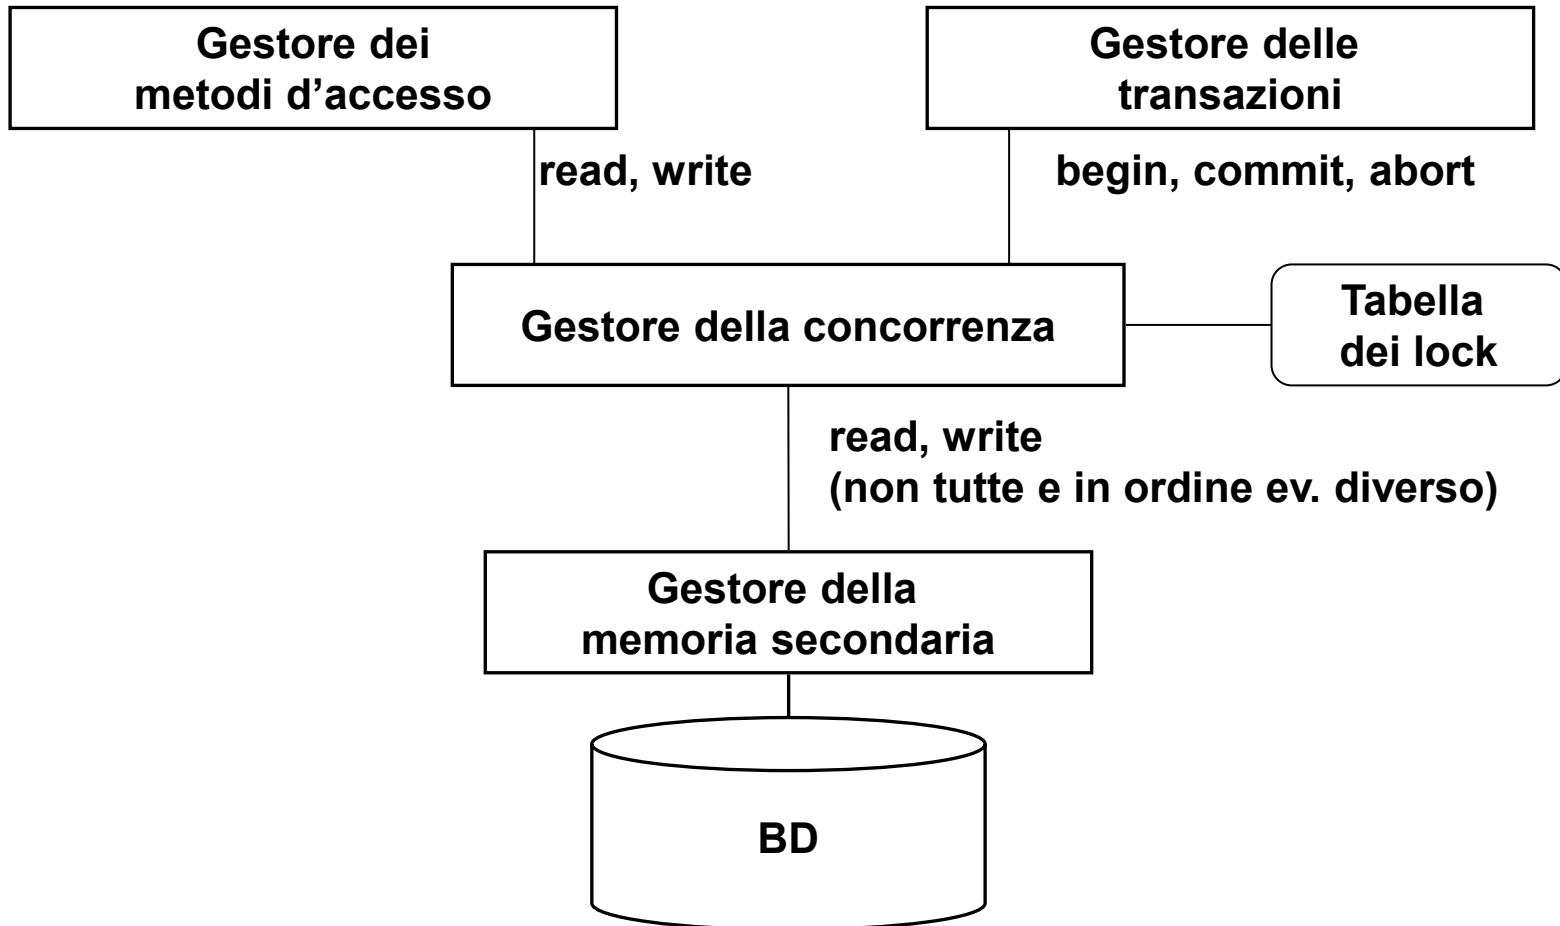 Gestore dei
metodi d’accesso
Gestore delle
transazioni
read, write
begin, commit, abort
Gestore della concorrenza
Tabella
dei lock
read, write
(non tutte e in ordine ev. diverso)
Gestore della
memoria secondaria
BD